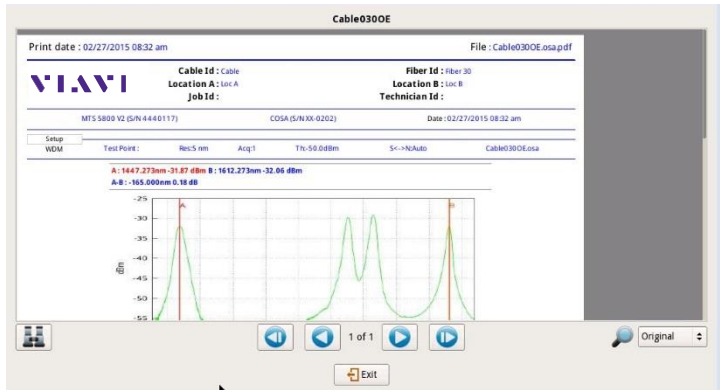 Cable030OE
Print date : 02/27/2015 08:32 am File : Cable030OE.osa.pdf
VIAVI
Cable Id : Cable Fiber Id : Fiber 30
Location A : Loc A Location B : Loc B
Job Id : Technician Id :
MTS 5800 V2 (S/N 4440117) COSA (S/N XX-0202) Date : 02/27/2015 08:32 am
Setup
WDM Test Point : Res:5 nm Acq:1 Th:-50.0dBm S<->N:Auto Cable030OE.osa
A : 1447.273nm -31.87 dBm B : 1612.273nm -32.06 dBm
A-B : -165.000nm 0.18 dB
-25
A B
-30
-35
-40
dBm
-45
-50
-55
1 of 1
Original
Exit